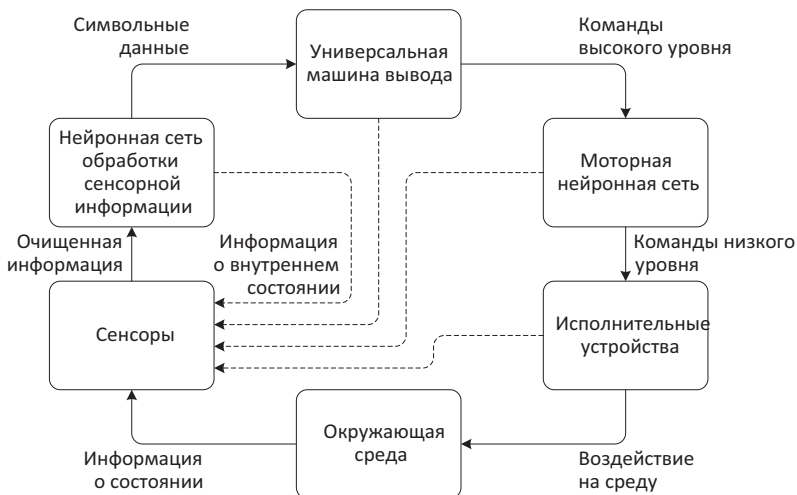 Символьные
данные
Универсальная
машина вывода
Команды
высокого уровня
Нейронная сеть
обработки
сенсорной
информации
Моторная
нейронная сеть
Очищенная
информация
Информация
о внутреннем
состоянии
Команды низкого
уровня
Сенсоры
Исполнительные
устройства
Окружающая
среда
Информация
о состоянии
Воздействие
на среду